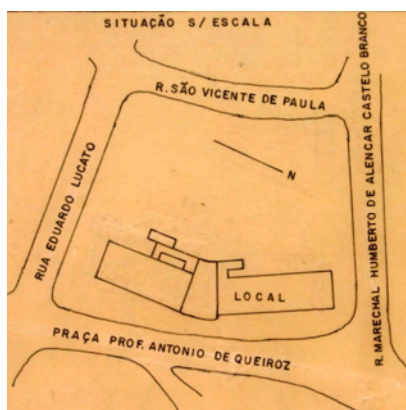 SITUAÇÃO S/ ESCALA
R. SÃO VICENTE DE PAULA
R. MARECHAL HUMBERTO DE ALENCAR CASTELO BRANCO
RUA EDUARDO LUCATO
N
LOCAL
PRAÇA PROF. ANTONIO DE QUEIROZ